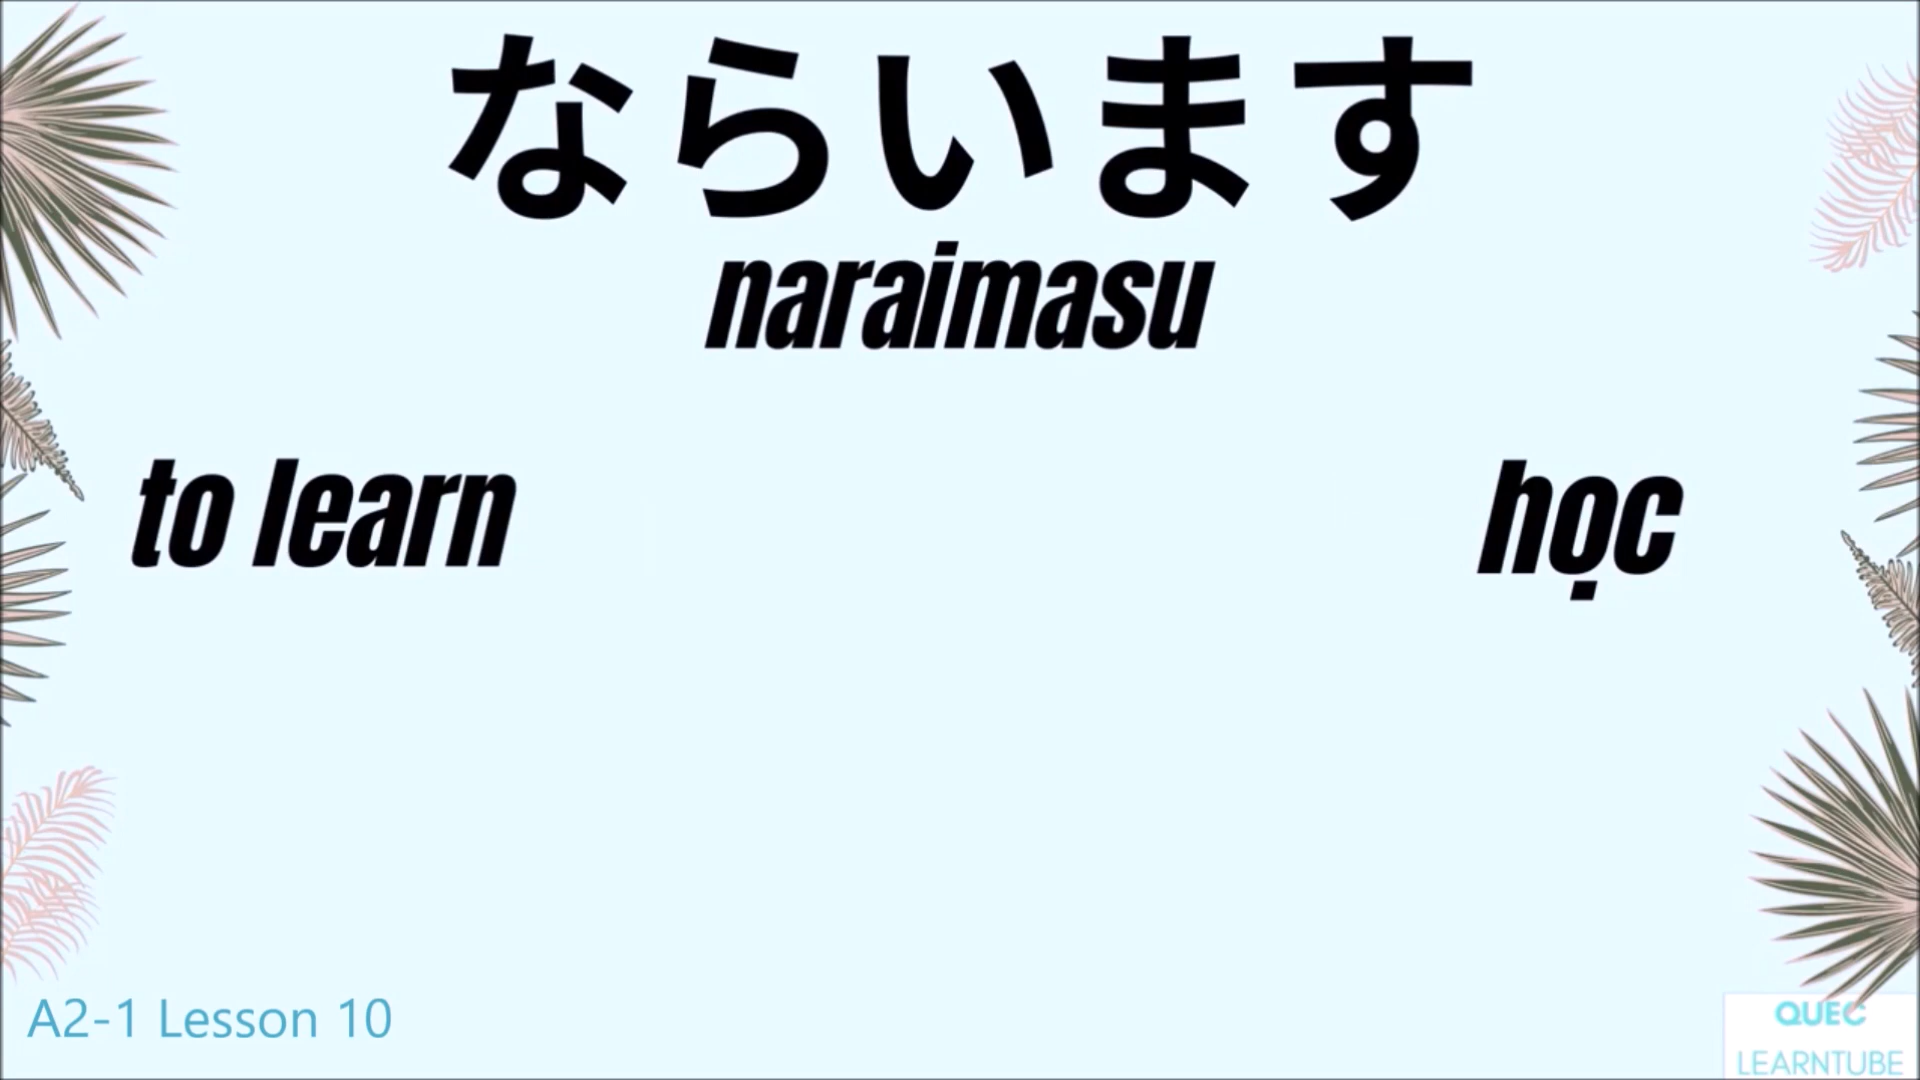 ならいます
naraimasu
to learn
học
A2-1 Lesson 10
QUEC
LEARNTUBE